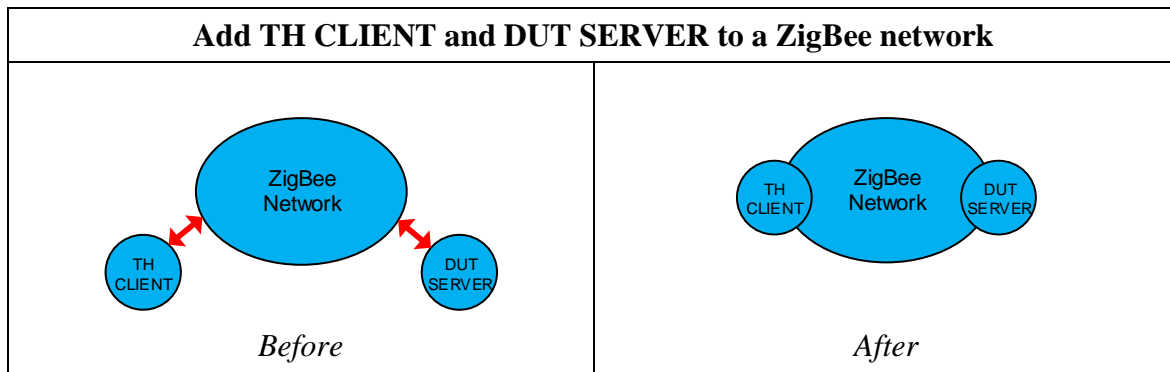 Add TH CLIENT and DUT SERVER to a ZigBee network
ZigBee
Network
TH
CLIENT
DUT
SERVER
Before
ZigBee
Network
TH
CLIENT
DUT
SERVER
After